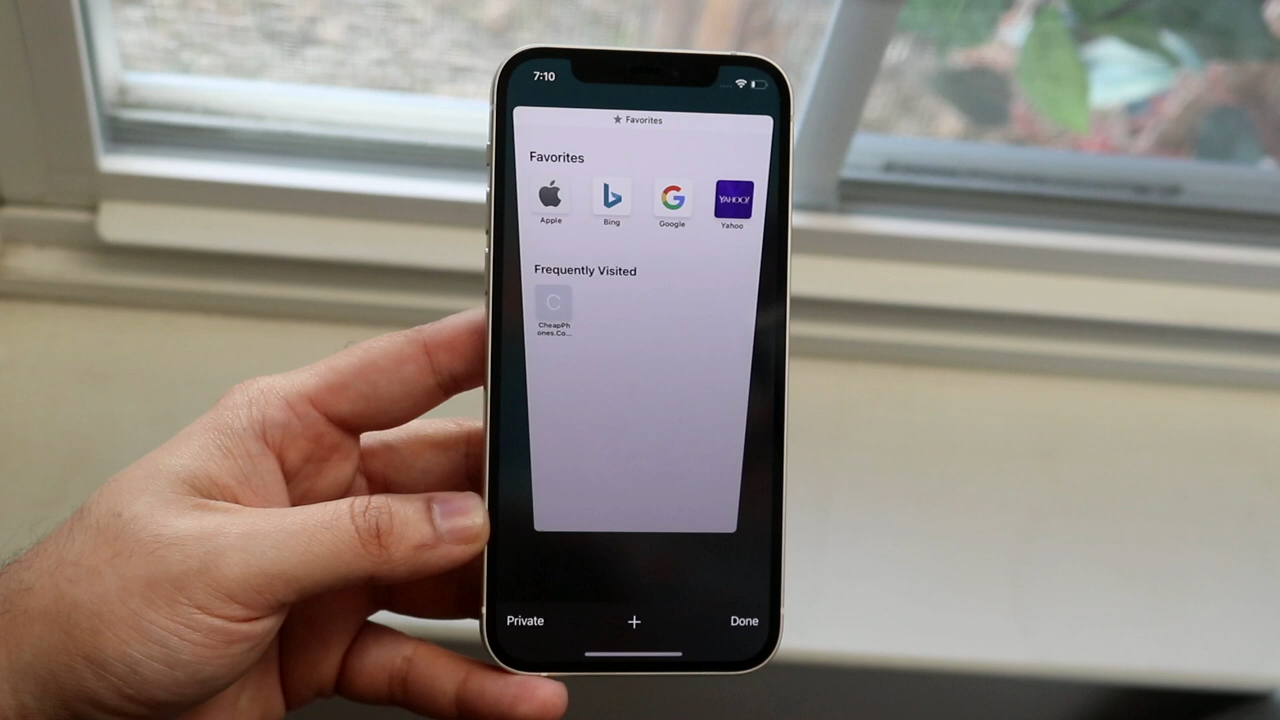 7:10
★ Favorites
Favorites
Apple
Bing
G
Google
YAHOO!
Yahoo
Frequently Visited
C
CheapPh
ones.Co...
Private
+
Done